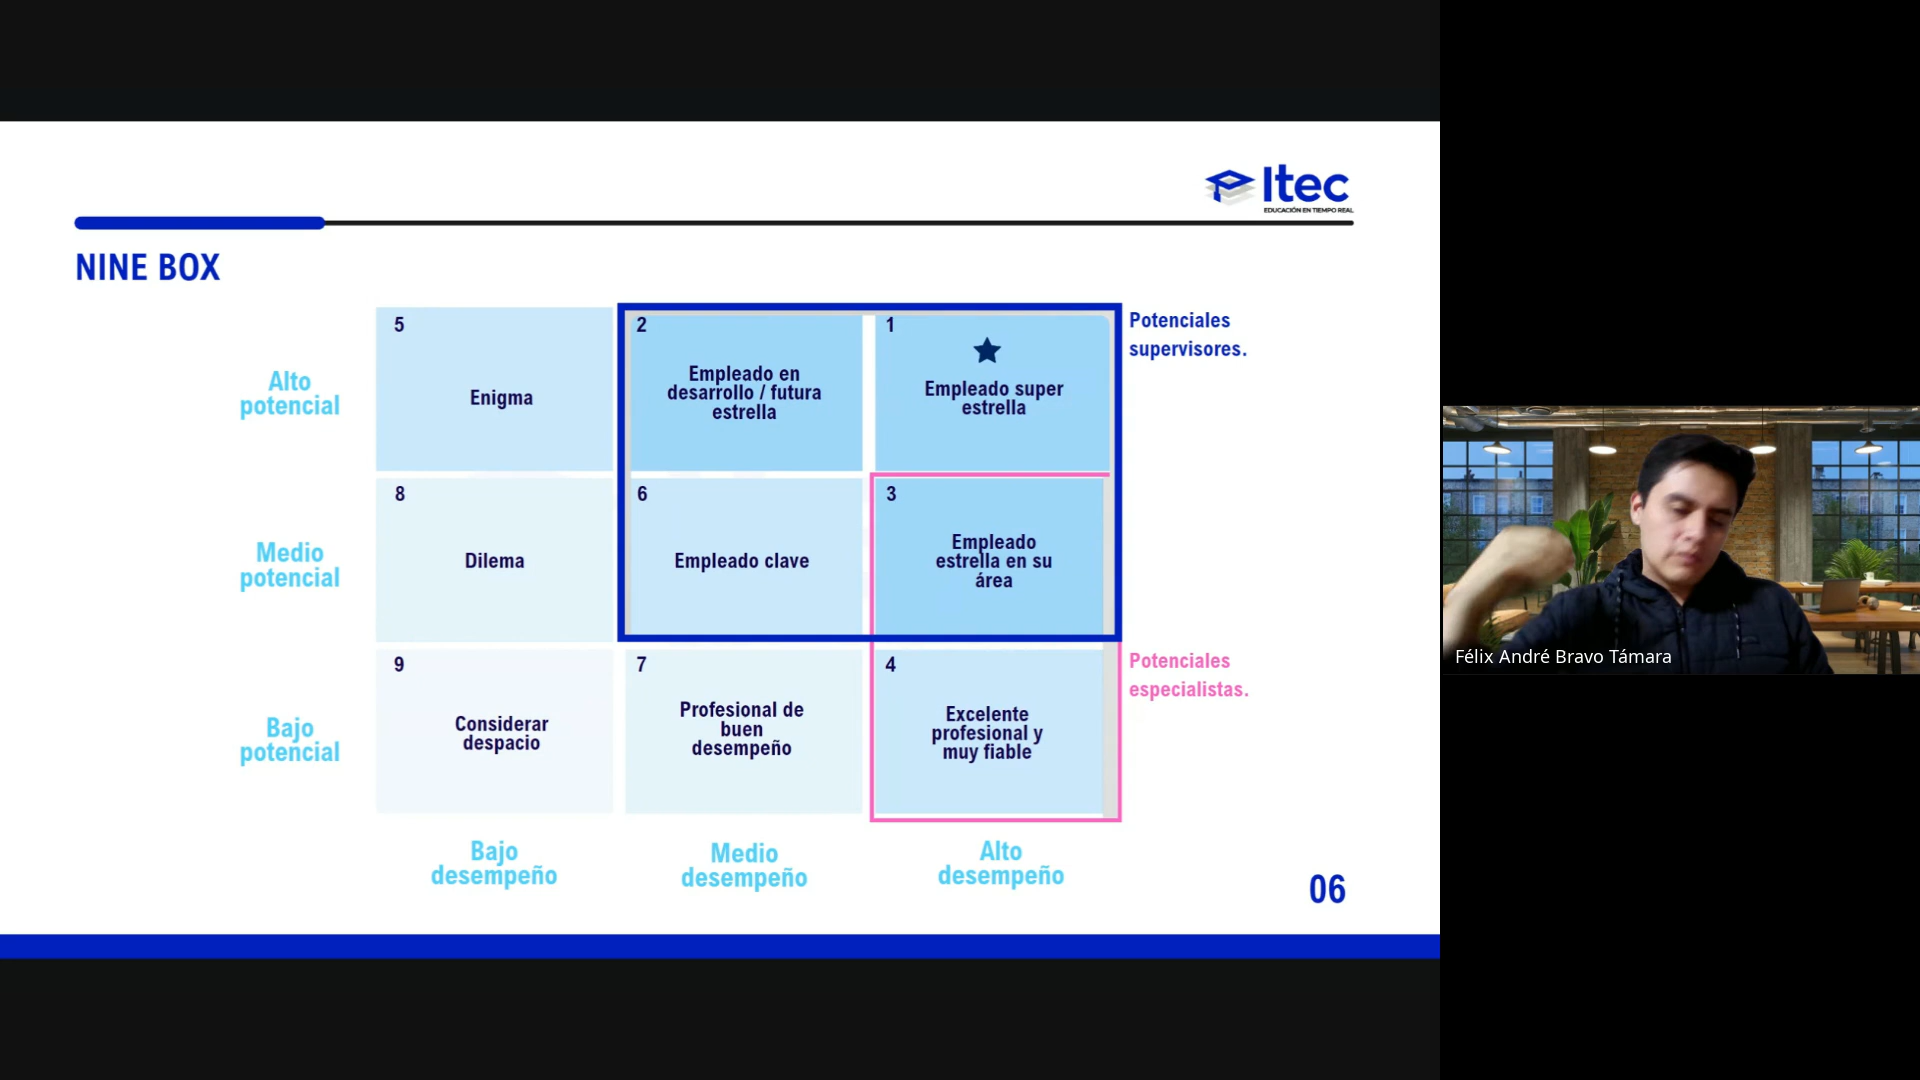 Itec
EDUCACIÓN EN TIEMPO REAL
NINE BOX
Alto
potencial
5
Enigma
2
Empleado en
desarrollo / futura
estrella
1
Empleado super
estrella
Potenciales
supervisores.
Medio
potencial
8
Dilema
6
Empleado clave
3
Empleado
estrella en su
área
Bajo
potencial
9
Considerar
despacio
7
Profesional de
buen
desempeño
4
Excelente
profesional y
muy fiable
Potenciales
especialistas.
Bajo
desempeño
Medio
desempeño
Alto
desempeño
06
Félix André Bravo Támara